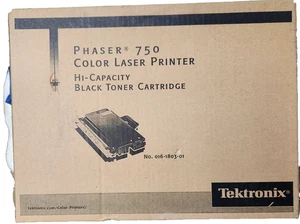 PHASER® 750
COLOR LASER PRINTER
HI-CAPACITY
BLACK TONER CARTRIDGE
No. 016-1803-01
Tektronix